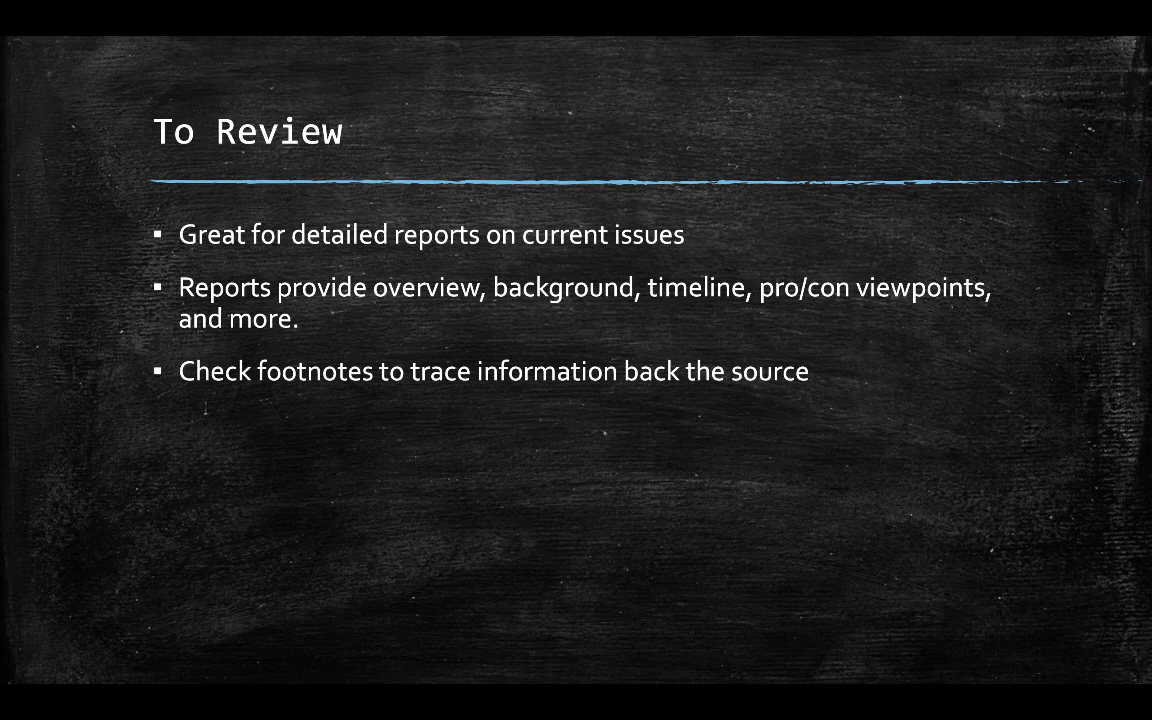 To Review
▪ Great for detailed reports on current issues
▪ Reports provide overview, background, timeline, pro/con viewpoints,
and more.
▪ Check footnotes to trace information back the source